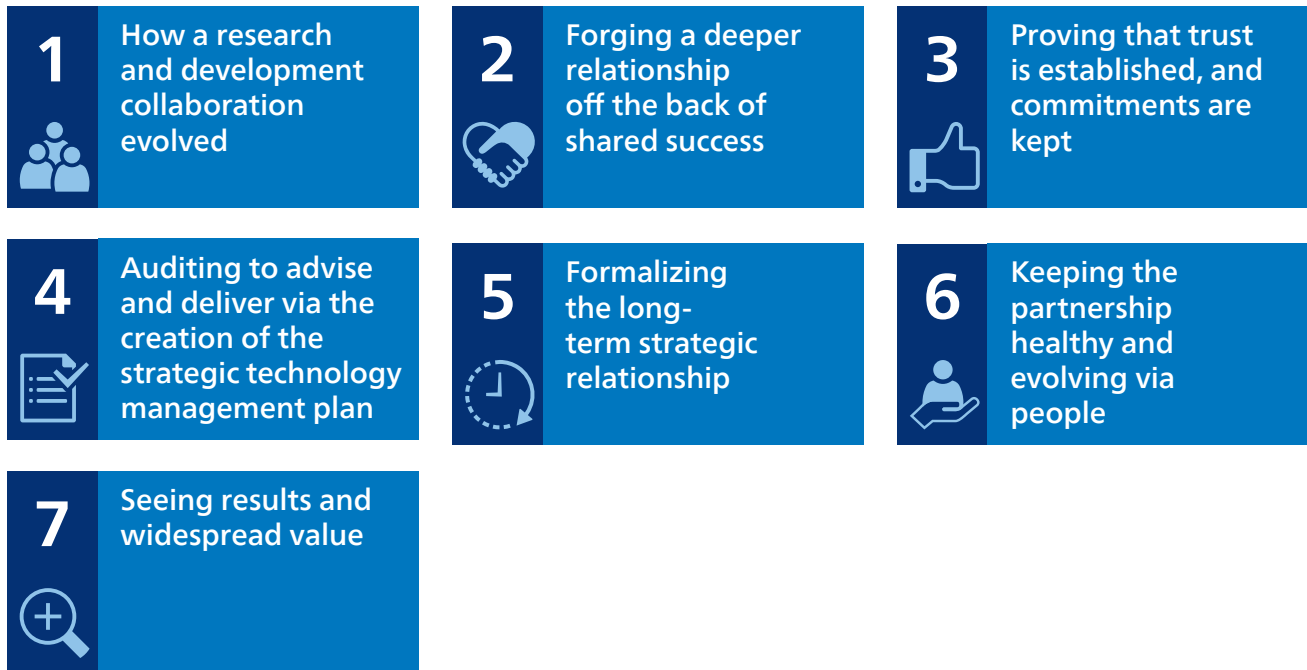 1
How a research
and development
collaboration
evolved
2
Forging a deeper
relationship
off the back of
shared success
3
Proving that trust
is established, and
commitments are
kept
4
Auditing to advise
and deliver via the
creation of the
strategic technology
management plan
5
Formalizing
the long-
term strategic
relationship
6
Keeping the
partnership
healthy and
evolving via
people
7
Seeing results and
widespread value